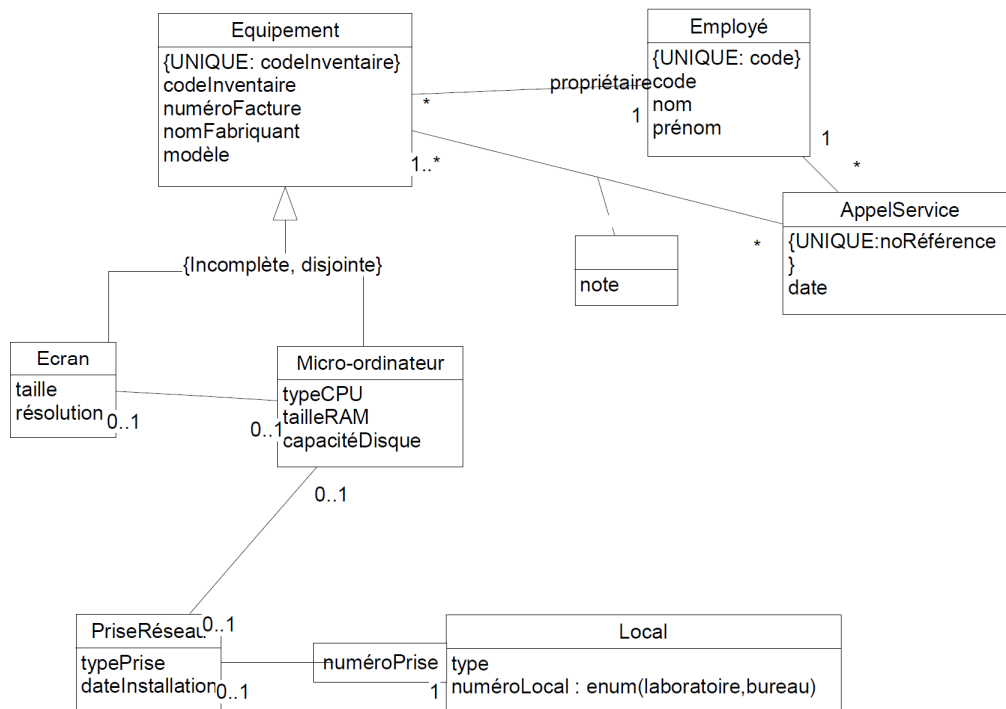 Equipement
{UNIQUE: codeInventaire}
codeInventaire
numéroFacture
nomFabriquant
modèle
Employé
{UNIQUE: code}
code
nom
prénom
propriétaire
*
1
1..*
1
*
*
AppelService
{UNIQUE:noRéférence
}
date
note
{Incomplète, disjointe}
Ecran
taille
résolution
0..1
0..1
Micro-ordinateur
typeCPU
tailleRAM
capacitéDisque
0..1
0..1
PriseRéseau
typePrise
dateInstallation
0..1
numéroPrise
1
Local
type
numéroLocal : enum(laboratoire,bureau)